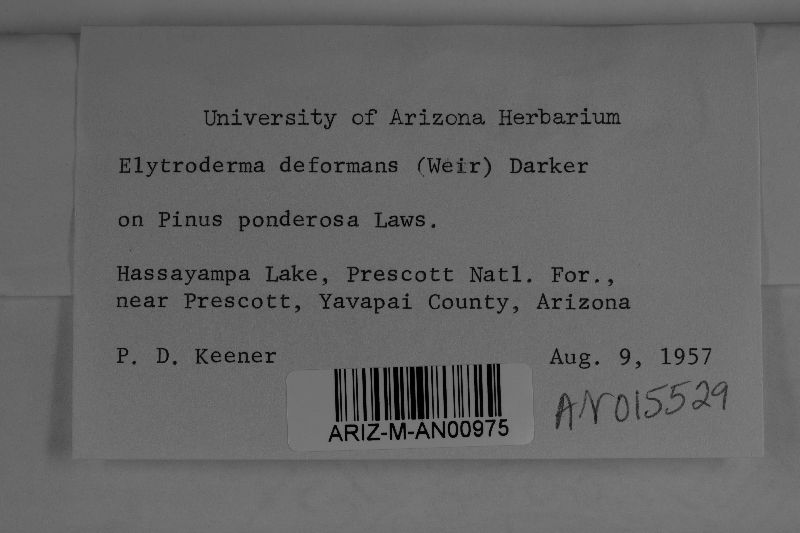 University of Arizona Herbarium
Elytroderma deformans (Weir) Darker
on Pinus ponderosa Laws.
Hassayampa Lake, Prescott Natl. For.,
near Prescott, Yavapai County, Arizona
P. D. Keener Aug. 9, 1957
ARIZ-M-AN00975
AN015529